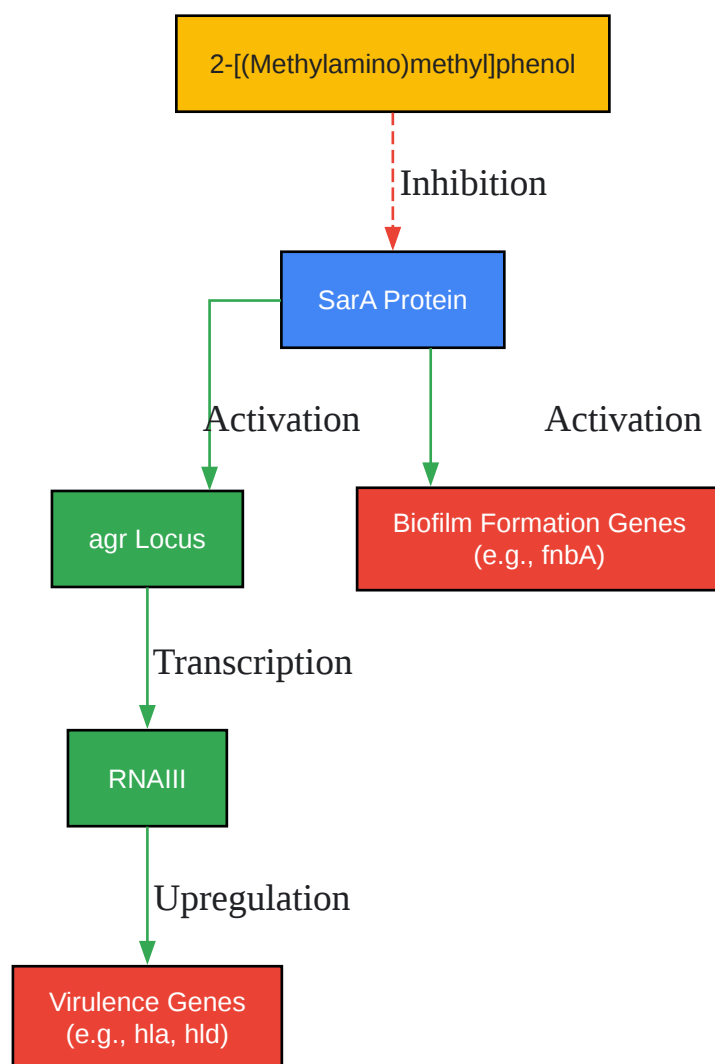 2-[(Methylamino)methyl]phenol
Inhibition
SarA Protein
Activation
Activation
agr Locus
Biofilm Formation Genes
(e.g., fnbA)
Transcription
RNAIII
Upregulation
Virulence Genes
(e.g., hla, hld)